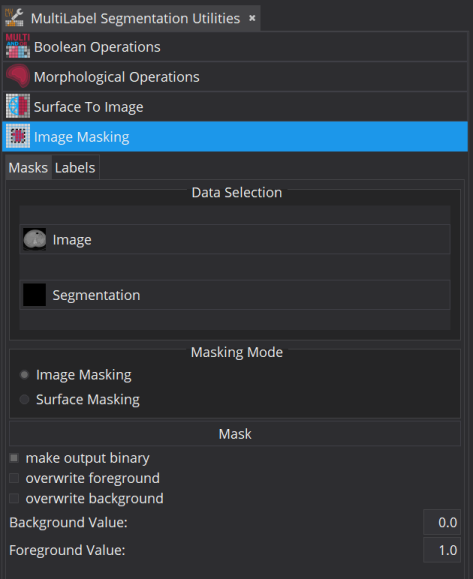 MultiLabel Segmentation Utilities ×
MULTI
Boolean Operations
Morphological Operations
Surface To Image
Image Masking
Masks Labels
Data Selection
Image
Segmentation
Masking Mode
Image Masking
Surface Masking
Mask
make output binary
overwrite foreground
overwrite background
Background Value: 0.0
Foreground Value: 1.0